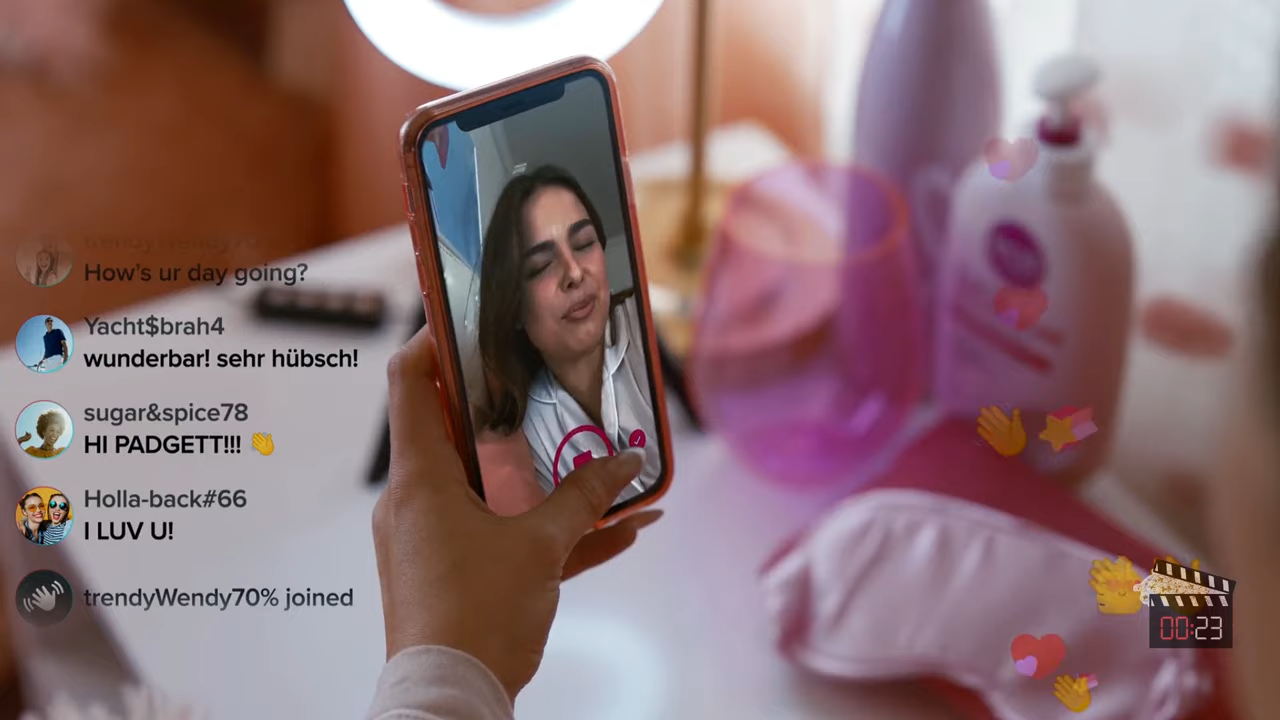 trendyWendy70
How's ur day going?
Yacht$brah4
wunderbar! sehr hübsch!
sugar&spice78
HI PADGETT!!! 👋
Holla-back#66
I LUV U!
trendyWendy70% joined
00:23